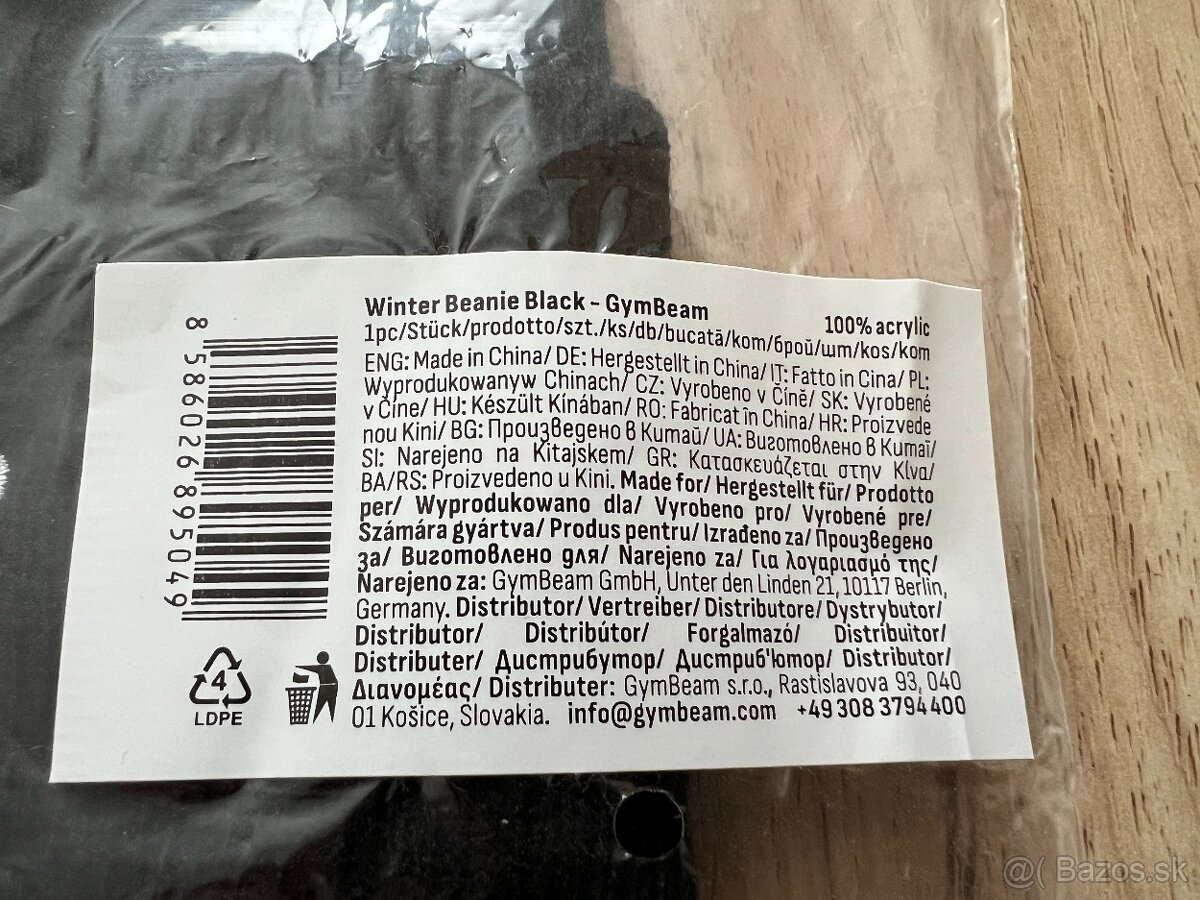 Winter Beanie Black - GymBeam
100% acrylic
1pc/Stück/prodotto/szt./ks/db/bucată/kom/брой/шт/kos/kom
ENG: Made in China/ DE: Hergestellt in China/ IT: Fatto in Cina/ PL:
Wyprodukowanyw Chinach/ CZ: Vyrobeno v Číně/ SK: Vyrobené
v Číne/ HU: Készült Kínában/ RO: Fabricat în China/ HR: Proizvede
nou Kini/ BG: Произведено в Китай/ UA: Виготовлено в Китаї/
SI: Narejeno na Kitajskem/ GR: Κατασκευάζεται στην Κίνα/
BA/RS: Proizvedeno u Kini. Made for/ Hergestellt für/ Prodotto
per/ Wyprodukowano dla/ Vyrobeno pro/ Vyrobené pre/
Számára gyártva/ Produs pentru/ Izrađeno za/ Произведено
за/ Виготовлено для/ Narejeno za/ Για λογαριασμό της/
Narejeno za: GymBeam GmbH, Unter den Linden 21, 10117 Berlin,
Germany. Distributor/ Vertreiber/ Distributore/ Dystrybutor/
Distributor/ Distribútor/ Forgalmazó/ Distribuitor/
Distributer/ Дистрибутор/ Дистриб'ютор/ Distributor/
Διανομέας/ Distributer: GymBeam s.r.o., Rastislavova 93, 040
01 Košice, Slovakia. info@gymbeam.com +49 308 3794 400
8 586026 895049
4
LDPE
@( Bazos.sk